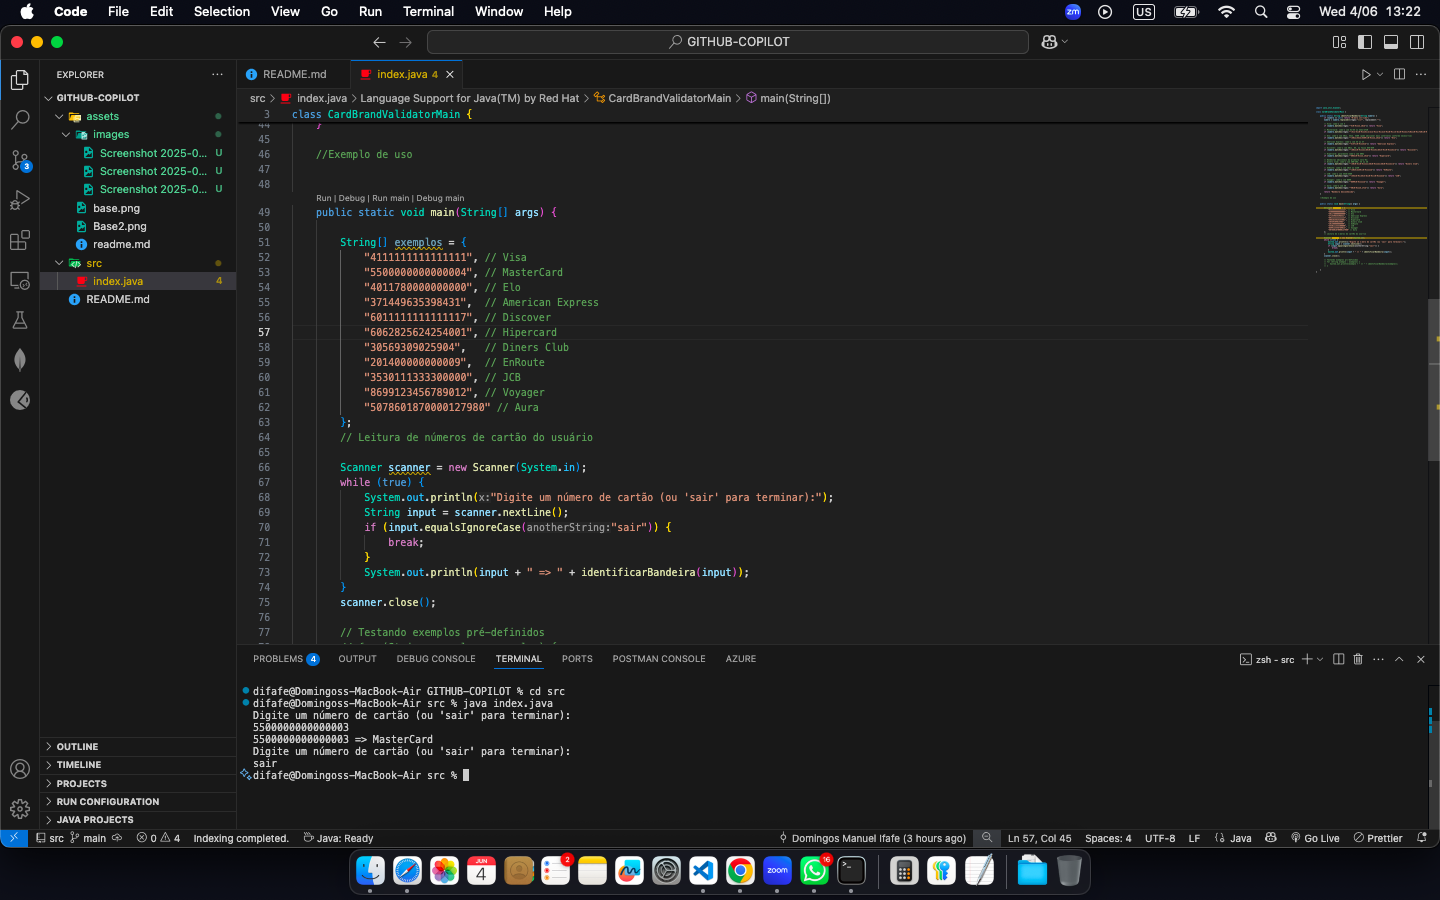 Code File Edit Selection View Go Run Terminal Window Help zm US Wed 4/06 13:22
GITHUB-COPILOT
EXPLORER
GITHUB-COPILOT
assets
images
Screenshot 2025-0... U
Screenshot 2025-0... U
Screenshot 2025-0... U
base.png
Base2.png
readme.md
src
index.java 4
README.md
3
OUTLINE
TIMELINE
PROJECTS
RUN CONFIGURATION
JAVA PROJECTS
README.md index.java 4
src > index.java > Language Support for Java(TM) by Red Hat > CardBrandValidatorMain > main(String[])
3 class CardBrandValidatorMain {
44 }
45
46 //Exemplo de uso
47
48
Run | Debug | Run main | Debug main
49 public static void main(String[] args) {
50
51 String[] exemplos = {
52 "4111111111111111", // Visa
53 "5500000000000004", // MasterCard
54 "4011780000000000", // Elo
55 "371449635398431", // American Express
56 "6011111111111117", // Discover
57 "6062825624254001", // Hipercard
58 "30569309025904", // Diners Club
59 "201400000000009", // EnRoute
60 "3530111333300000", // JCB
61 "8699123456789012", // Voyager
62 "5078601870000127980" // Aura
63 };
64 // Leitura de números de cartão do usuário
65
66 Scanner scanner = new Scanner(System.in);
67 while (true) {
68 System.out.println(x:"Digite um número de cartão (ou 'sair' para terminar):");
69 String input = scanner.nextLine();
70 if (input.equalsIgnoreCase(anotherString:"sair")) {
71 break;
72 }
73 System.out.println(input + " => " + identificarBandeira(input));
74 }
75 scanner.close();
76
77 // Testando exemplos pré-definidos
PROBLEMS 4 OUTPUT DEBUG CONSOLE TERMINAL PORTS POSTMAN CONSOLE AZURE zsh - src
difafe@Domingoss-MacBook-Air GITHUB-COPILOT % cd src
difafe@Domingoss-MacBook-Air src % java index.java
Digite um número de cartão (ou 'sair' para terminar):
5500000000000003
5500000000000003 => MasterCard
Digite um número de cartão (ou 'sair' para terminar):
sair
difafe@Domingoss-MacBook-Air src %
src main 0 4 Indexing completed. Java: Ready Domingos Manuel Ifafe (3 hours ago) Ln 57, Col 45 Spaces: 4 UTF-8 LF Java Go Live Prettier
JUN 4 2 zoom 16